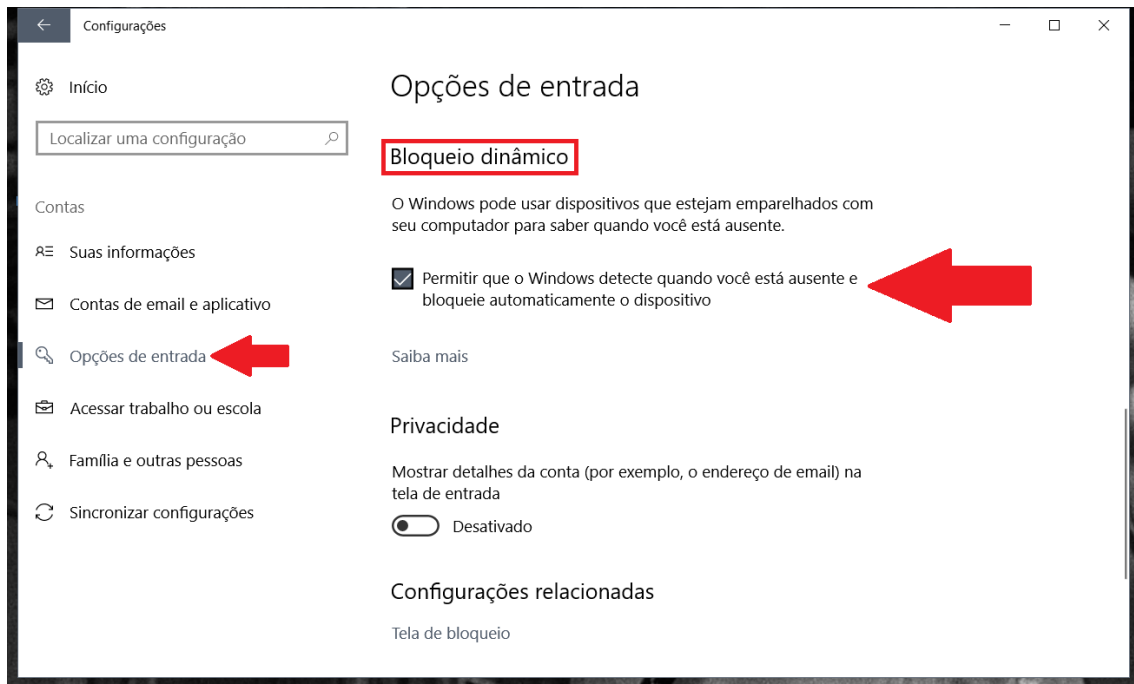 Configurações
Início
Localizar uma configuração
Contas
Suas informações
Contas de email e aplicativo
Opções de entrada
Acessar trabalho ou escola
Família e outras pessoas
Sincronizar configurações
Opções de entrada
Bloqueio dinâmico
O Windows pode usar dispositivos que estejam emparelhados com
seu computador para saber quando você está ausente.
Permitir que o Windows detecte quando você está ausente e
bloqueie automaticamente o dispositivo
Saiba mais
Privacidade
Mostrar detalhes da conta (por exemplo, o endereço de email) na
tela de entrada
Desativado
Configurações relacionadas
Tela de bloqueio